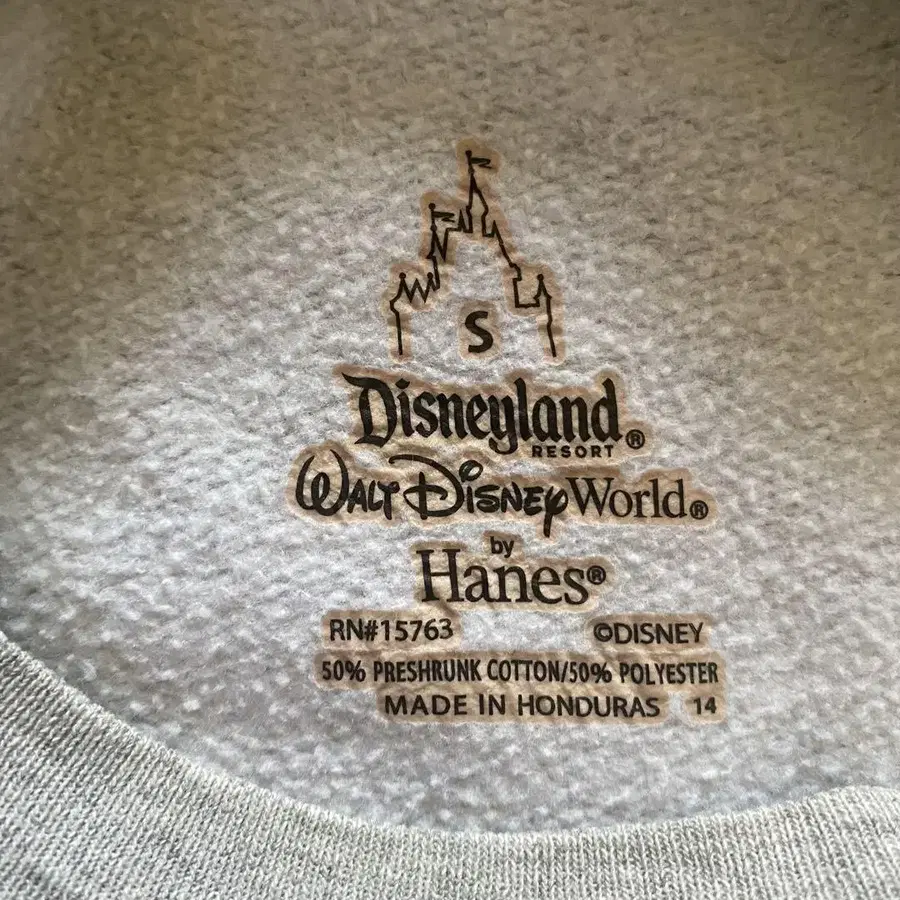 S
Disneyland®
RESORT
WALT DISNEY World®
by
Hanes®
RN#15763 ©DISNEY
50% PRESHRUNK COTTON/50% POLYESTER
MADE IN HONDURAS 14